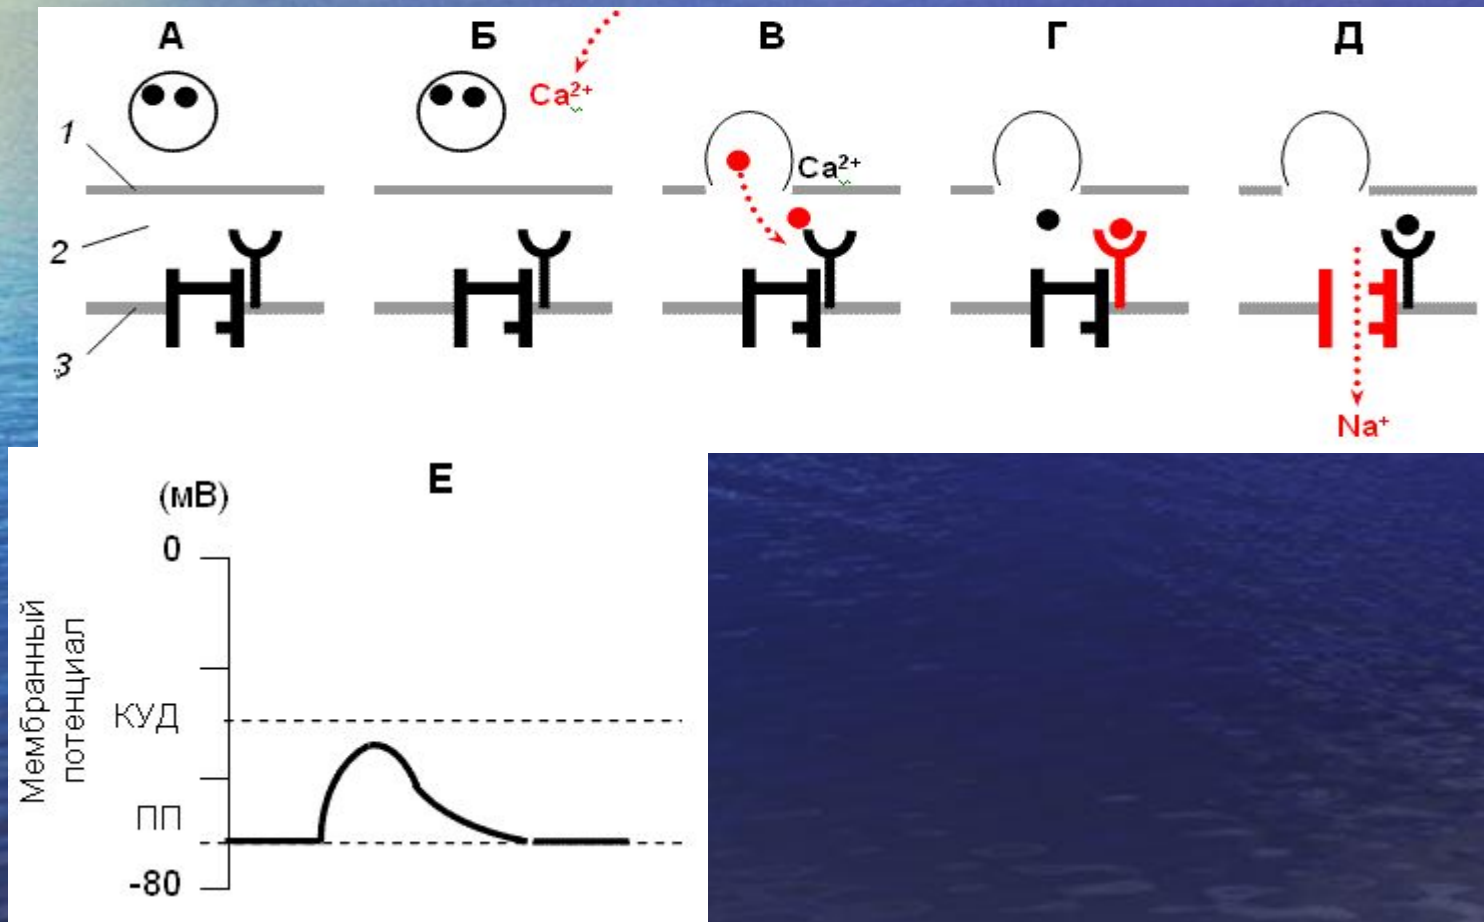 А Б В Г Д
Ca²⁺
Ca²⁺
1
2
3
Na⁺
Е
(мВ)
0
Мембранный
потенциал
КУД
ПП
-80